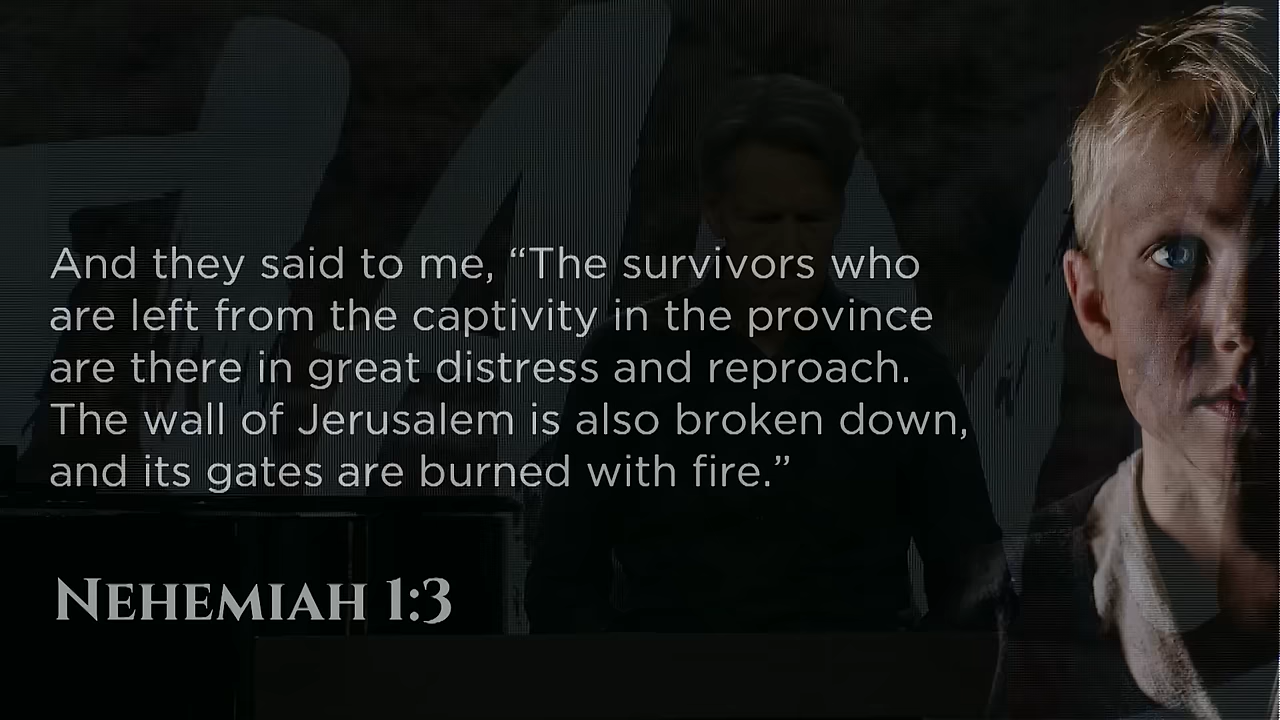 And they said to me, “The survivors who
are left from the captivity in the province
are there in great distress and reproach.
The wall of Jerusalem is also broken down,
and its gates are burned with fire.”
NEHEMIAH 1:3